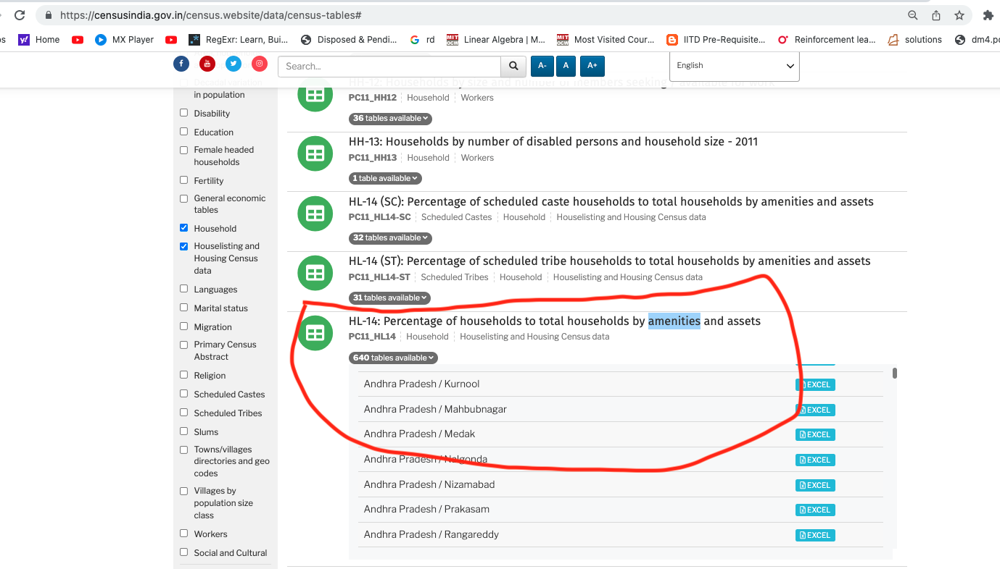 https://censusindia.gov.in/census.website/data/census-tables#
Home
MX Player
RegExr: Learn, Bui...
Disposed & Pendi...
rd
Linear Algebra | M...
Most Visited Cour...
IITD Pre-Requisite...
Reinforcement lea...
solutions
dm4.pc
Search...
A-
A
A+
English
Decadal variation
in population
Disability
Education
Female headed
households
Fertility
General economic
tables
Household
Houselisting and
Housing Census
data
Languages
Marital status
Migration
Primary Census
Abstract
Religion
Scheduled Castes
Scheduled Tribes
Slums
Towns/villages
directories and geo
codes
Villages by
population size
class
Workers
Social and Cultural
HH-12: Households by size and number of members seeking / available for work
PC11_HH12 Household Workers
36 tables available
HH-13: Households by number of disabled persons and household size - 2011
PC11_HH13 Household Workers
1 table available
HL-14 (SC): Percentage of scheduled caste households to total households by amenities and assets
PC11_HL14-SC Scheduled Castes Household Houselisting and Housing Census data
32 tables available
HL-14 (ST): Percentage of scheduled tribe households to total households by amenities and assets
PC11_HL14-ST Scheduled Tribes Household Houselisting and Housing Census data
31 tables available
HL-14: Percentage of households to total households by amenities and assets
PC11_HL14 Household Houselisting and Housing Census data
640 tables available
Andhra Pradesh / Kurnool EXCEL
Andhra Pradesh / Mahbubnagar EXCEL
Andhra Pradesh / Medak EXCEL
Andhra Pradesh / Nalgonda EXCEL
Andhra Pradesh / Nizamabad EXCEL
Andhra Pradesh / Prakasam EXCEL
Andhra Pradesh / Rangareddy EXCEL